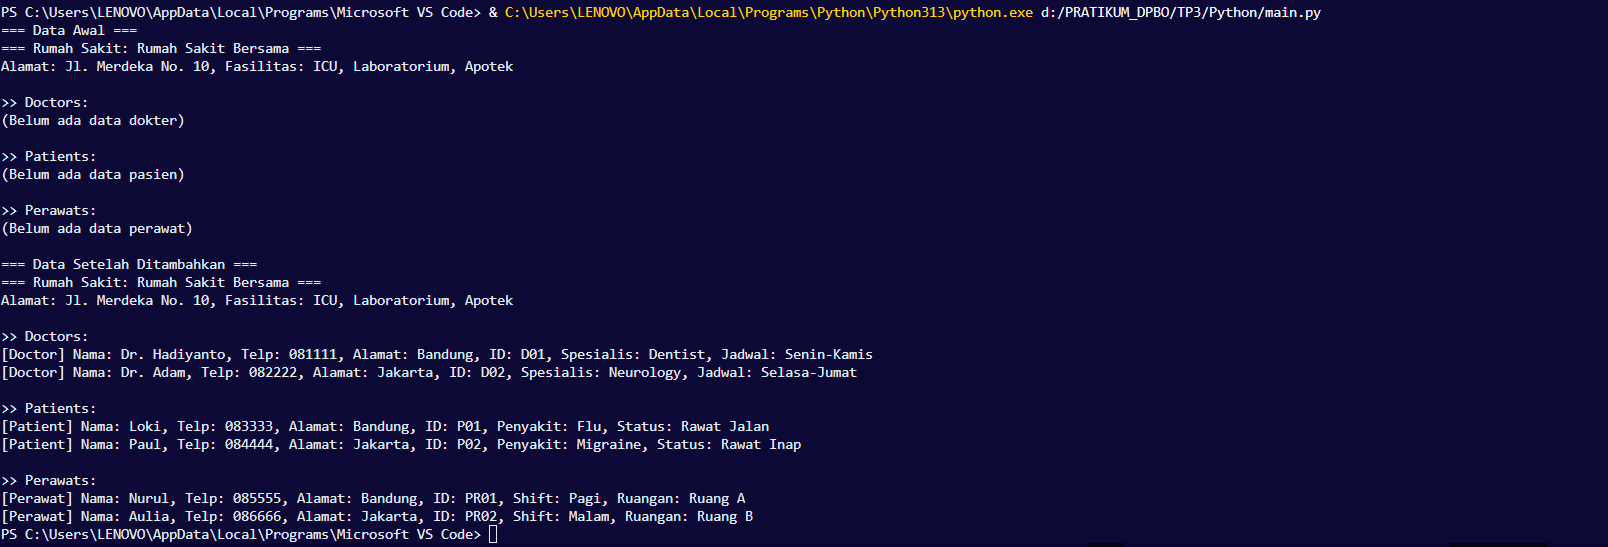 PS C:\Users\LENOVO\AppData\Local\Programs\Microsoft VS Code> & C:\Users\LENOVO\AppData\Local\Programs\Python\Python313\python.exe d:/PRATIKUM_DPBO/TP3/Python/main.py
=== Data Awal ===
=== Rumah Sakit: Rumah Sakit Bersama ===
Alamat: Jl. Merdeka No. 10, Fasilitas: ICU, Laboratorium, Apotek
>> Doctors:
(Belum ada data dokter)
>> Patients:
(Belum ada data pasien)
>> Perawats:
(Belum ada data perawat)
=== Data Setelah Ditambahkan ===
=== Rumah Sakit: Rumah Sakit Bersama ===
Alamat: Jl. Merdeka No. 10, Fasilitas: ICU, Laboratorium, Apotek
>> Doctors:
[Doctor] Nama: Dr. Hadiyanto, Telp: 081111, Alamat: Bandung, ID: D01, Spesialis: Dentist, Jadwal: Senin-Kamis
[Doctor] Nama: Dr. Adam, Telp: 082222, Alamat: Jakarta, ID: D02, Spesialis: Neurology, Jadwal: Selasa-Jumat
>> Patients:
[Patient] Nama: Loki, Telp: 083333, Alamat: Bandung, ID: P01, Penyakit: Flu, Status: Rawat Jalan
[Patient] Nama: Paul, Telp: 084444, Alamat: Jakarta, ID: P02, Penyakit: Migraine, Status: Rawat Inap
>> Perawats:
[Perawat] Nama: Nurul, Telp: 085555, Alamat: Bandung, ID: PR01, Shift: Pagi, Ruangan: Ruang A
[Perawat] Nama: Aulia, Telp: 086666, Alamat: Jakarta, ID: PR02, Shift: Malam, Ruangan: Ruang B
PS C:\Users\LENOVO\AppData\Local\Programs\Microsoft VS Code>